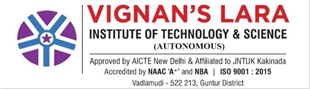 VIGNAN'S LARA
INSTITUTE OF TECHNOLOGY & SCIENCE
(AUTONOMOUS)
Approved by AICTE New Delhi & Affiliated to JNTUK Kakinada
Accredited by NAAC 'A+' and NBA | ISO 9001 : 2015
Vadlamudi - 522 213, Guntur District